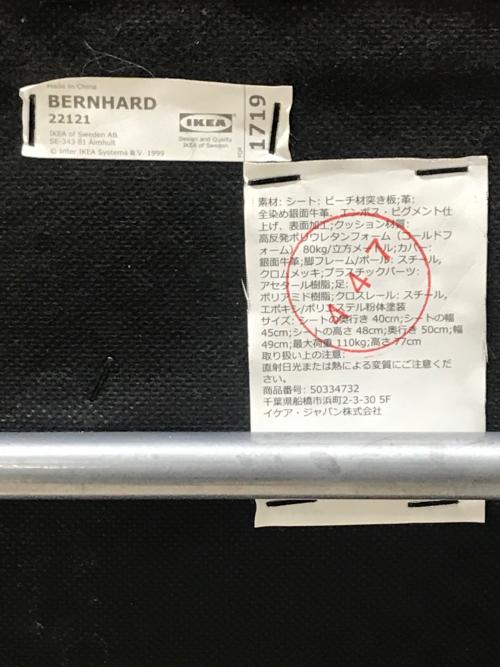 Made in China
BERNHARD
22121
IKEA of Sweden AB
SE-343 81 Älmhult
© Inter IKEA Systems B.V. 1999
IKEA
Design and Quality
IKEA of Sweden
1719
素材: シート: ビーチ材突き板;革:
全染め銀面牛革、エンボス・ピグメント仕
上げ、表面加工;クッション材質:
高反発ポリウレタンフォーム(コールドフ
ォーム) 80kg/立方メートル;カバー:
銀面牛革;脚フレーム/ポール: スチール,
クロムメッキ;プラスチックパーツ:
アセタール樹脂;足:
ポリアミド樹脂;クロスレール: スチール,
エポキシ/ポリエステル粉体塗装
サイズ: シートの奥行き 40cm;シートの幅
45cm;シートの高さ 48cm;奥行き 50cm;幅
49cm;最大荷重 110kg;高さ 77cm
取り扱い上の注意:
直射日光または熱による変質にご注意くだ
さい。
商品番号: 50334732
千葉県船橋市浜町2-3-30 5F
イケア・ジャパン株式会社
447